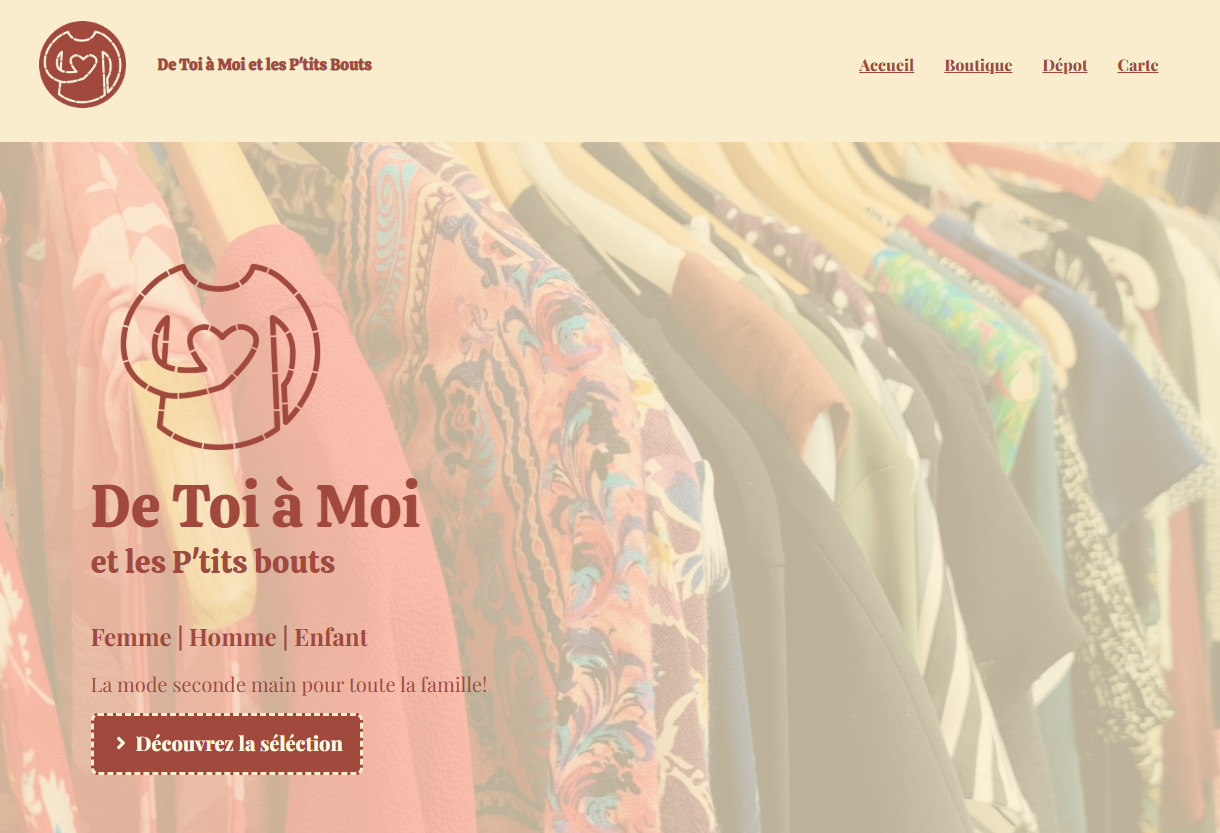 De Toi à Moi et les P'tits Bouts
Accueil Boutique Dépot Carte
De Toi à Moi
et les P'tits bouts
Femme | Homme | Enfant
La mode seconde main pour toute la famille!
Découvrez la séléction